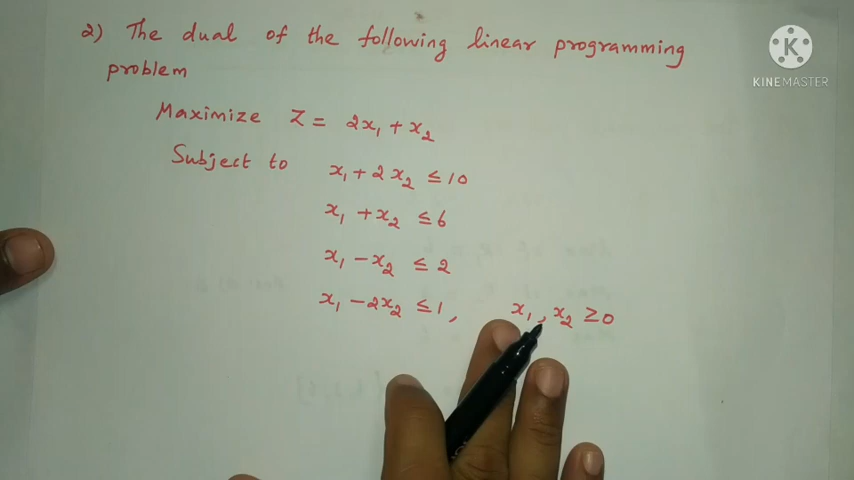 2) The dual of the following linear programming
problem
Maximize Z = 2x₁ + x₂
Subject to x₁ + 2x₂ ≤ 10
x₁ + x₂ ≤ 6
x₁ - x₂ ≤ 2
x₁ - 2x₂ ≤ 1, x₁, x₂ ≥ 0
K
KINEMASTER